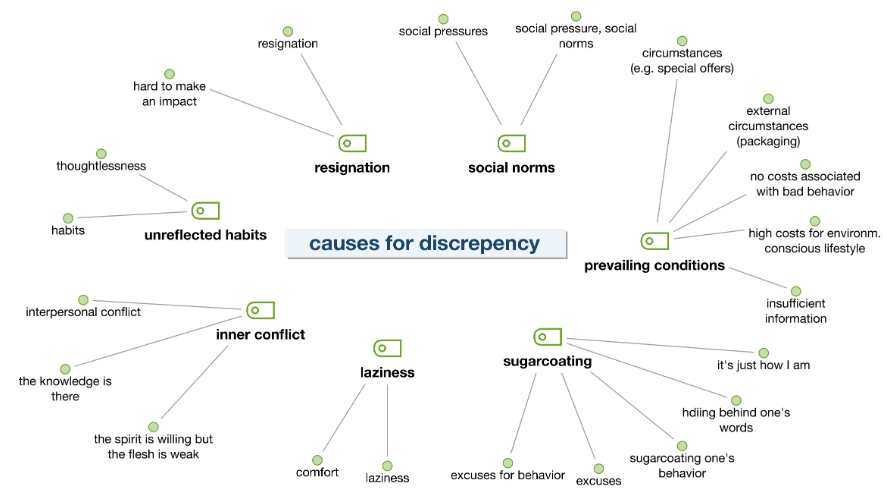 social pressures
social pressure, social
norms
resignation
circumstances
(e.g. special offers)
hard to make
an impact
external
circumstances
(packaging)
resignation
social norms
thoughtlessness
no costs associated
with bad behavior
habits
unreflected habits
causes for discrepency
high costs for environm.
conscious lifestyle
prevailing conditions
interpersonal conflict
insufficient
information
inner conflict
sugarcoating
it's just how I am
laziness
the knowledge is
there
hdiing behind one's
words
the spirit is willing but
the flesh is weak
comfort
laziness
excuses for behavior
excuses
sugarcoating one's
behavior